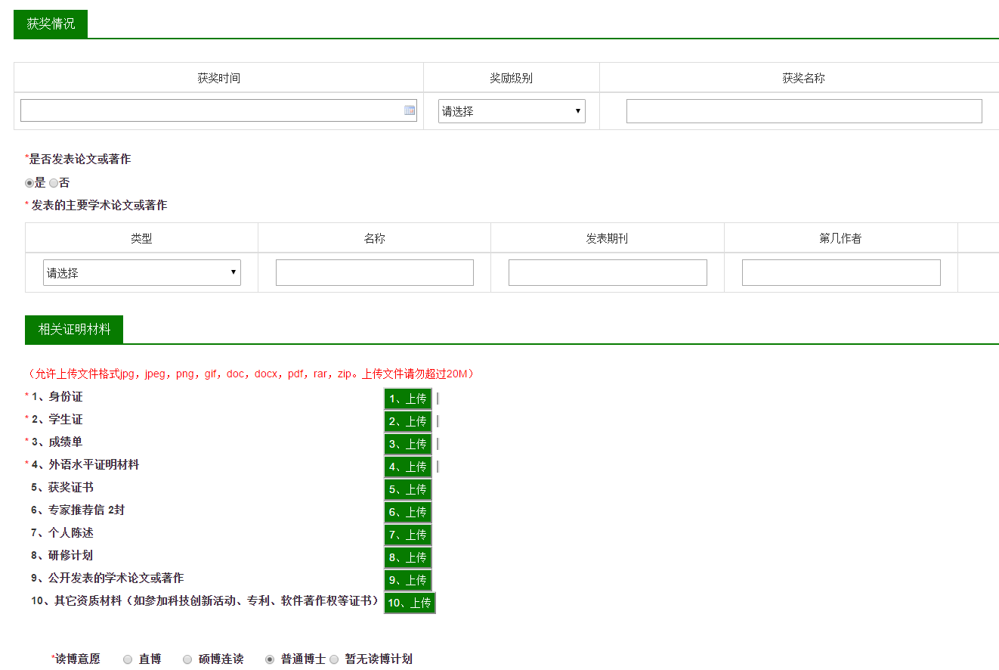 获奖情况
获奖时间 奖励级别 获奖名称
请选择
*是否发表论文或著作
是 否
* 发表的主要学术论文或著作
类型 名称 发表期刊 第几作者
请选择
相关证明材料
（允许上传文件格式jpg，jpeg，png，gif，doc，docx，pdf，rar，zip。上传文件请勿超过20M）
* 1、身份证 1、上传
* 2、学生证 2、上传
* 3、成绩单 3、上传
* 4、外语水平证明材料 4、上传
5、获奖证书 5、上传
6、专家推荐信 2封 6、上传
7、个人陈述 7、上传
8、研修计划 8、上传
9、公开发表的学术论文或著作 9、上传
10、其它资质材料（如参加科技创新活动、专利、软件著作权等证书） 10、上传
*读博意愿 直博 硕博连读 普通博士 暂无读博计划